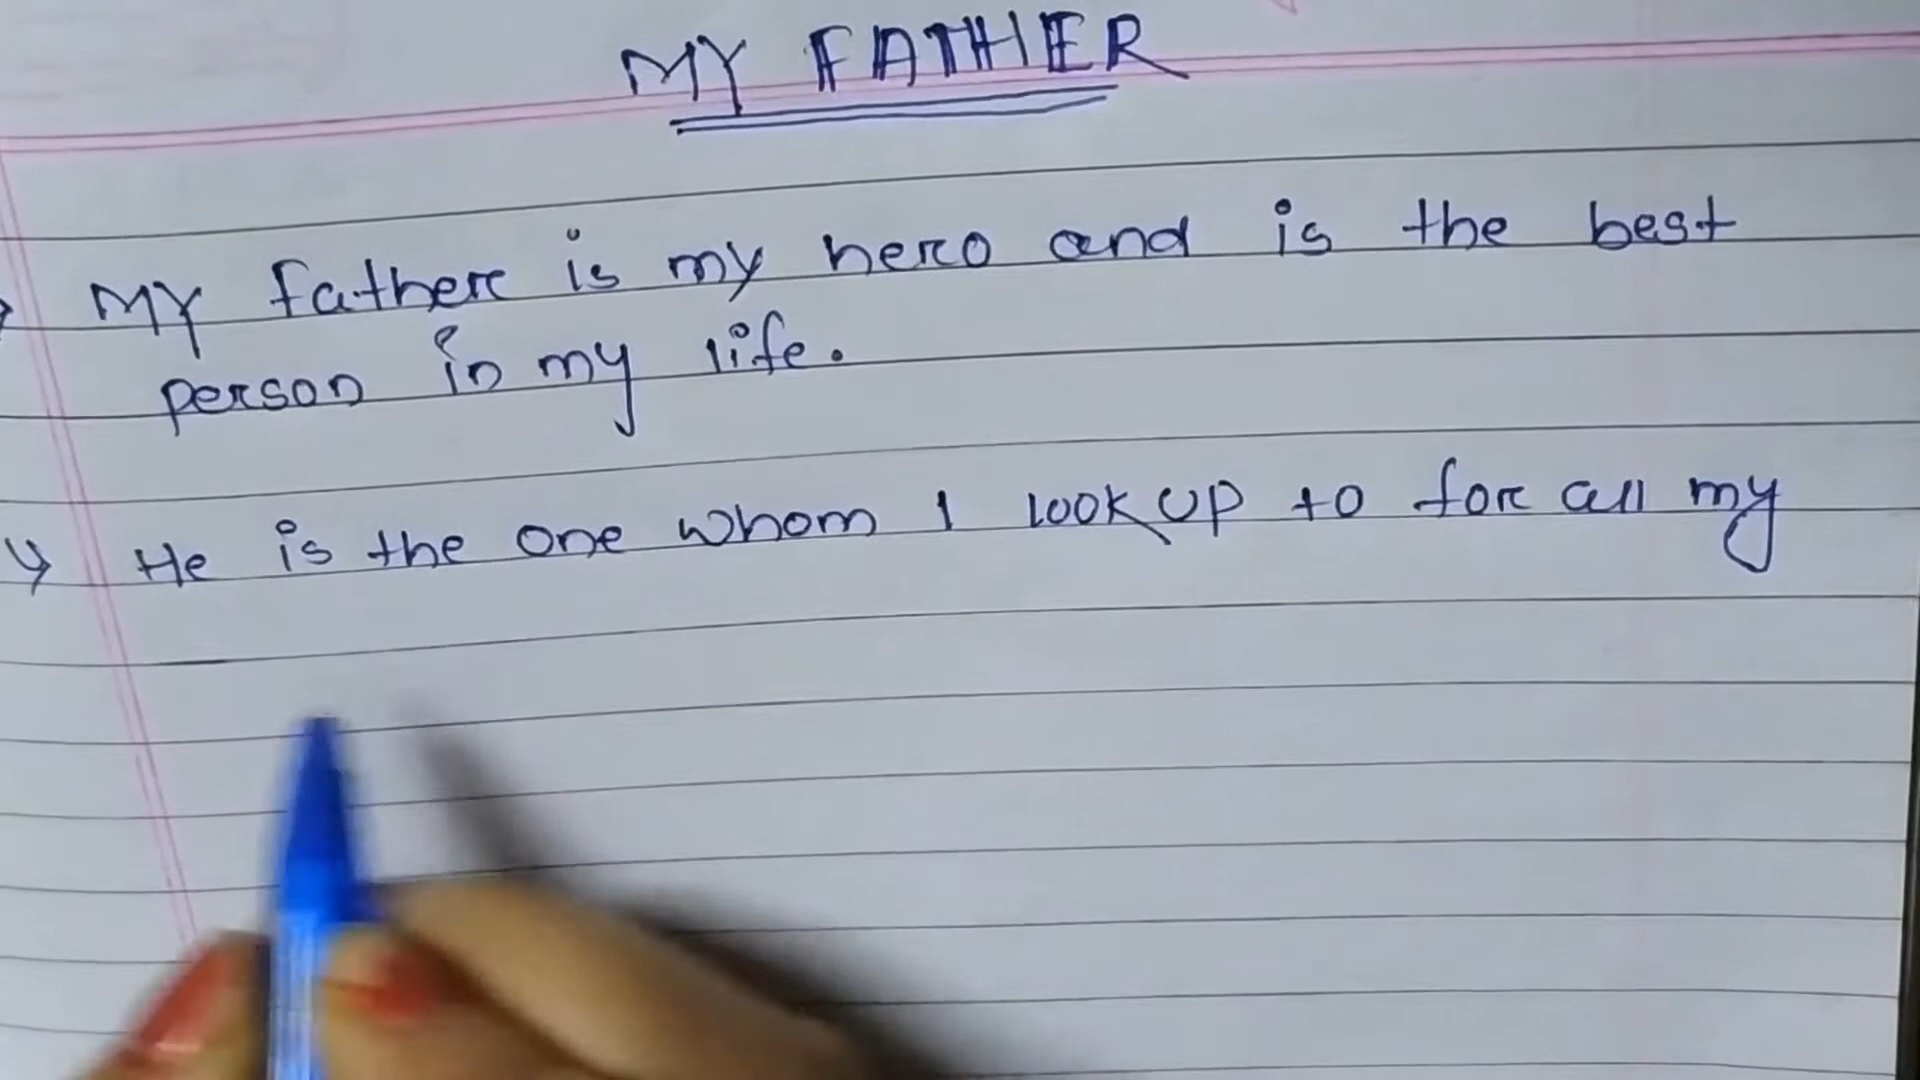 MY FATHER
MY father is my hero and is the best
person in my life.
He is the one whom I look up to for all my